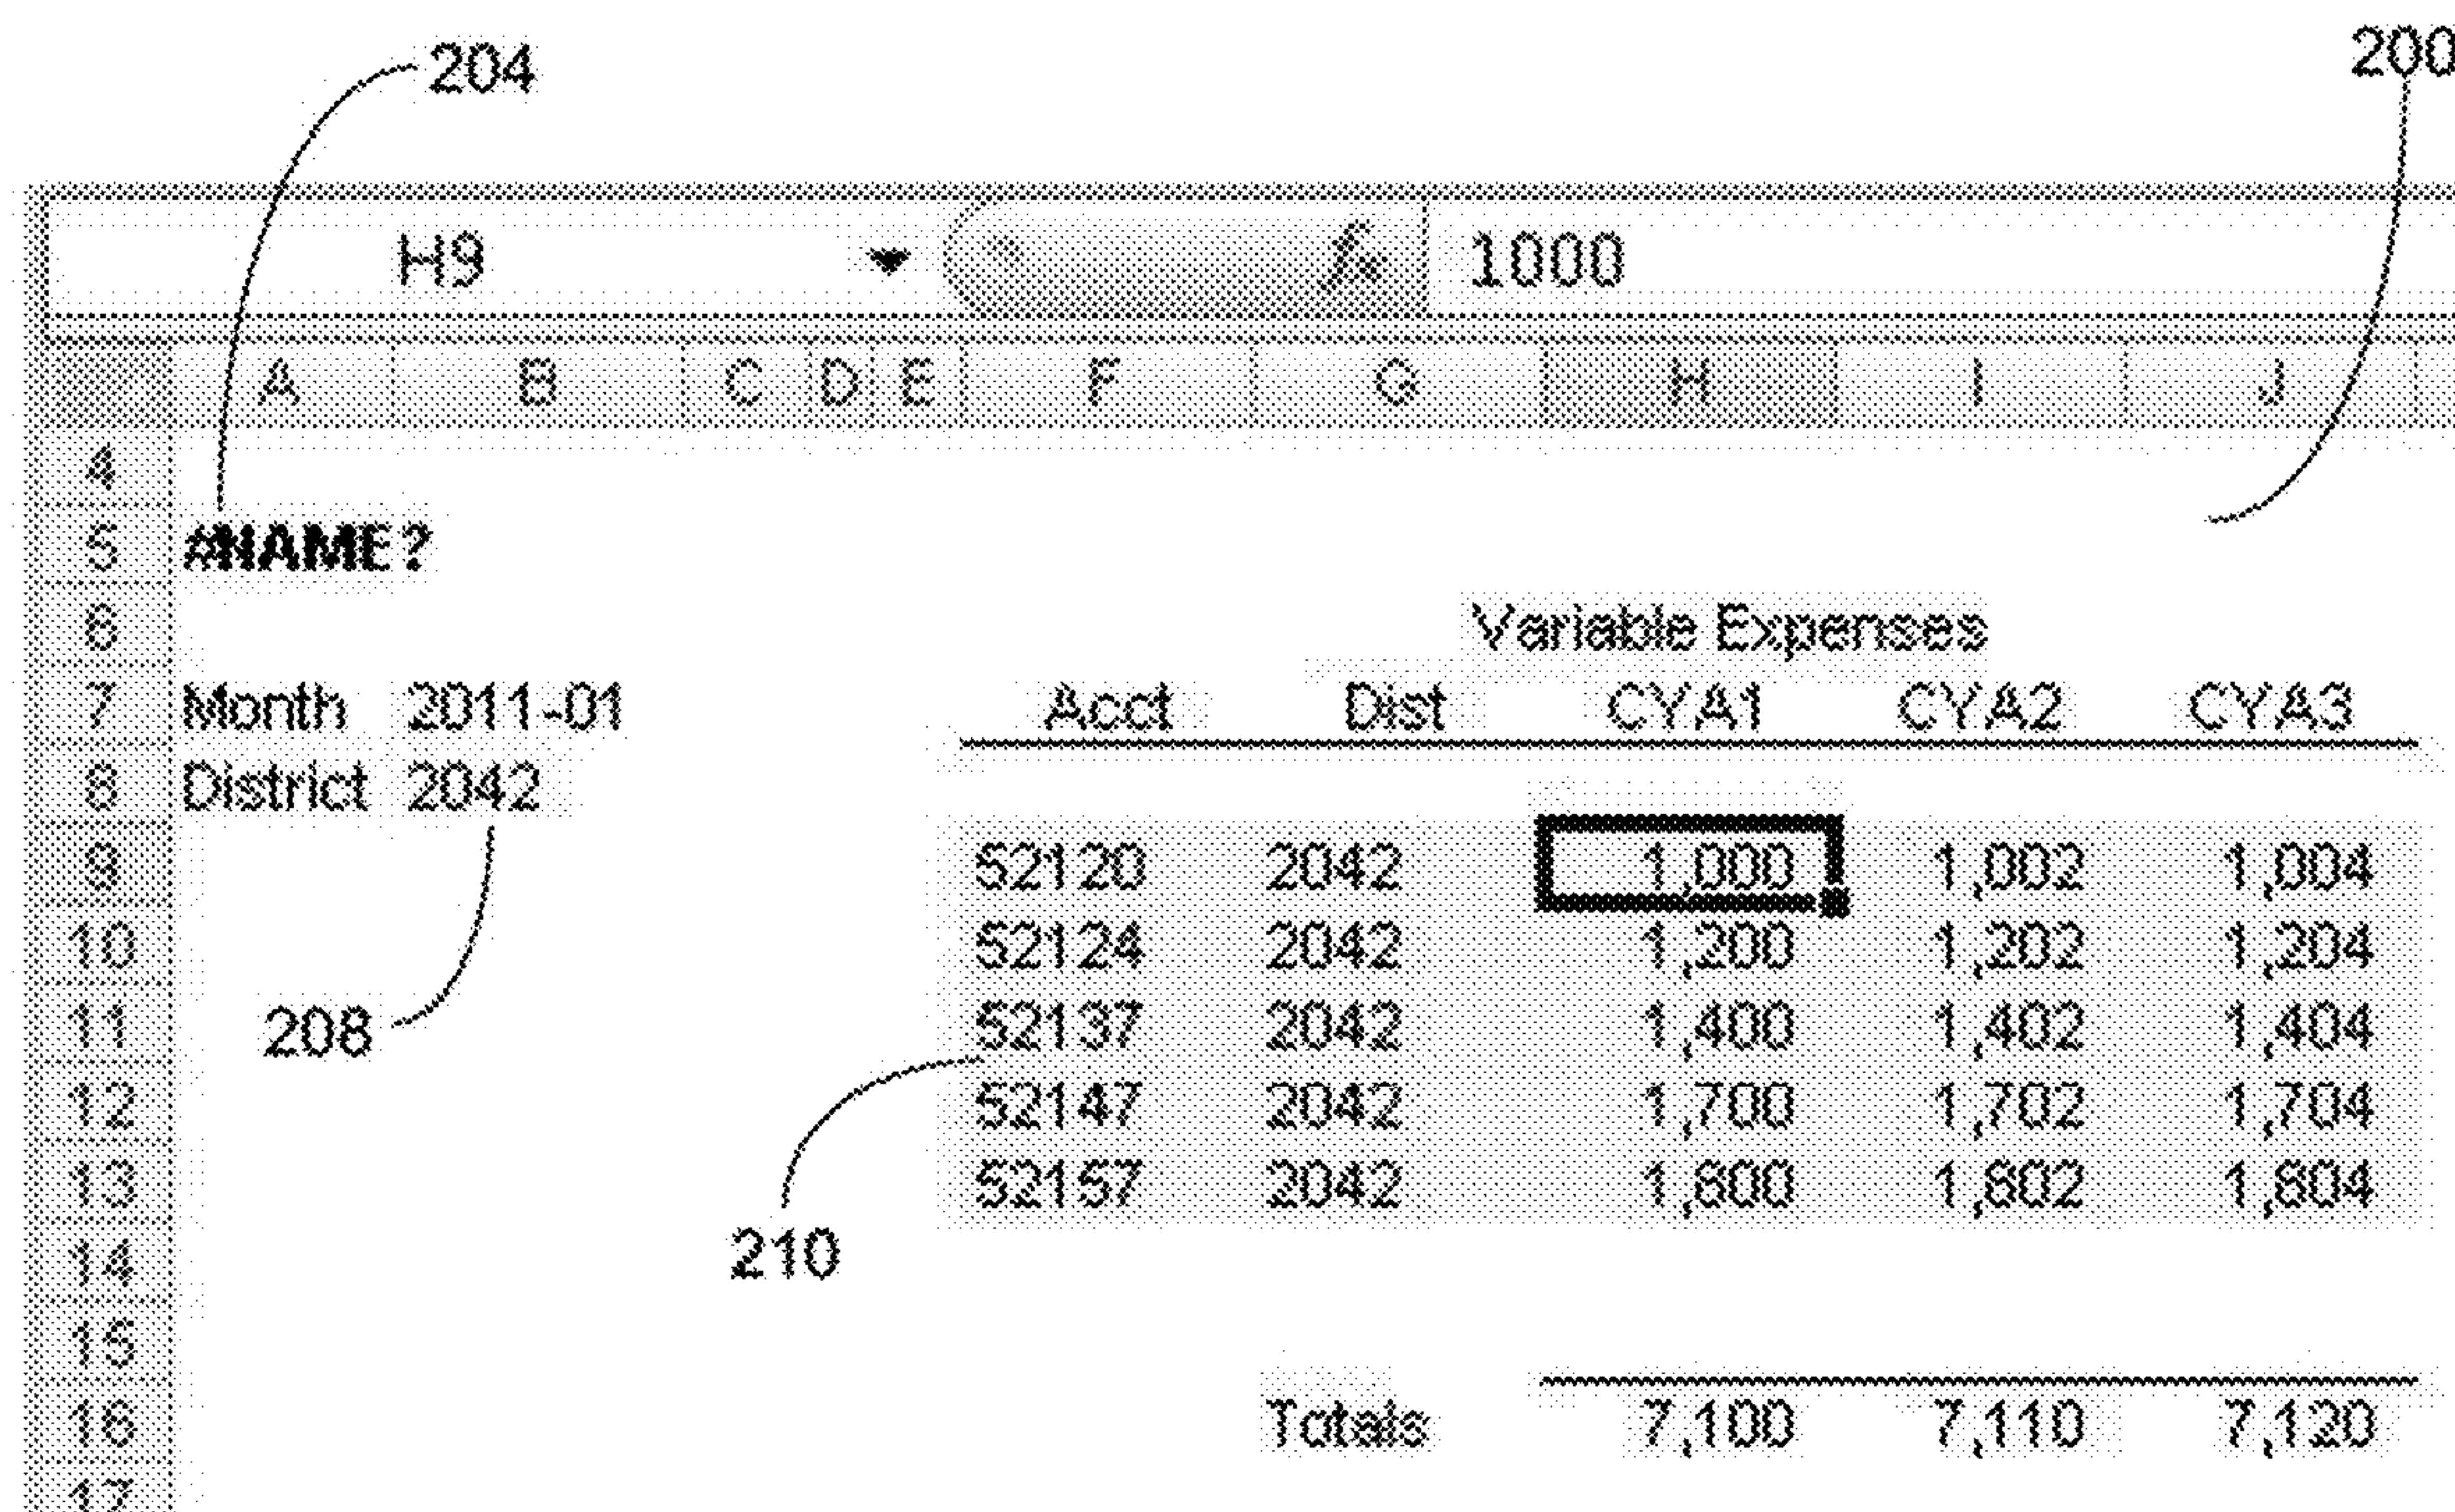 204
200
H9 fx 1000
A B C D E F G H I J
4
5 #NAME?
6 Variable Expenses
7 Month 2011-01 Acct Dist CYA1 CYA2 CYA3
8 District 2042
9 52120 2042 1,000 1,002 1,004
10 52124 2042 1,200 1,202 1,204
11 208 52137 2042 1,400 1,402 1,404
12 52147 2042 1,700 1,702 1,704
13 52157 2042 1,800 1,802 1,804
14 210
15
16 Totals 7,100 7,110 7,120
17